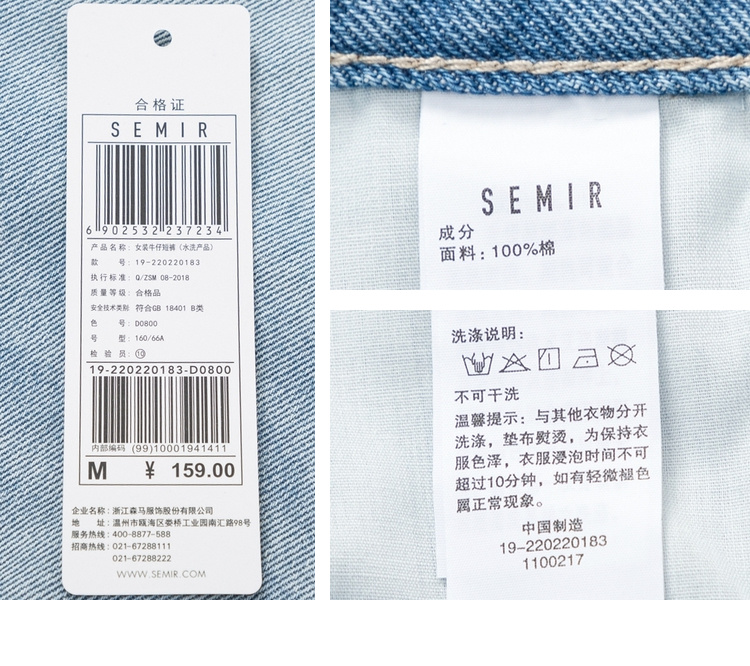 合格证
SEMIR
6 902532 237234
产品名称: 女装牛仔短裤(水洗产品)
款 号: 19-220220183
执行标准: Q/ZSM 08-2018
质量等级: 合格品
安全技术类别 符合GB 18401 B类
色 号: D0800
号 型: 160/66A
检 验 员: ⑩
19-220220183-D0800
内部编码 (99)10001941411
M ¥ 159.00
企业名称: 浙江森马服饰股份有限公司
地 址: 温州市瓯海区娄桥工业园南汇路98号
服务热线: 400-8877-588
招商热线: 021-67288111
021-67288222
WWW.SEMIR.COM
SEMIR
成分
面料: 100%棉
洗涤说明:
不可干洗
温馨提示: 与其他衣物分开
洗涤, 垫布熨烫, 为保持衣
服色泽, 衣服浸泡时间不可
超过10分钟, 如有轻微褪色
属正常现象。
中国制造
19-220220183
1100217